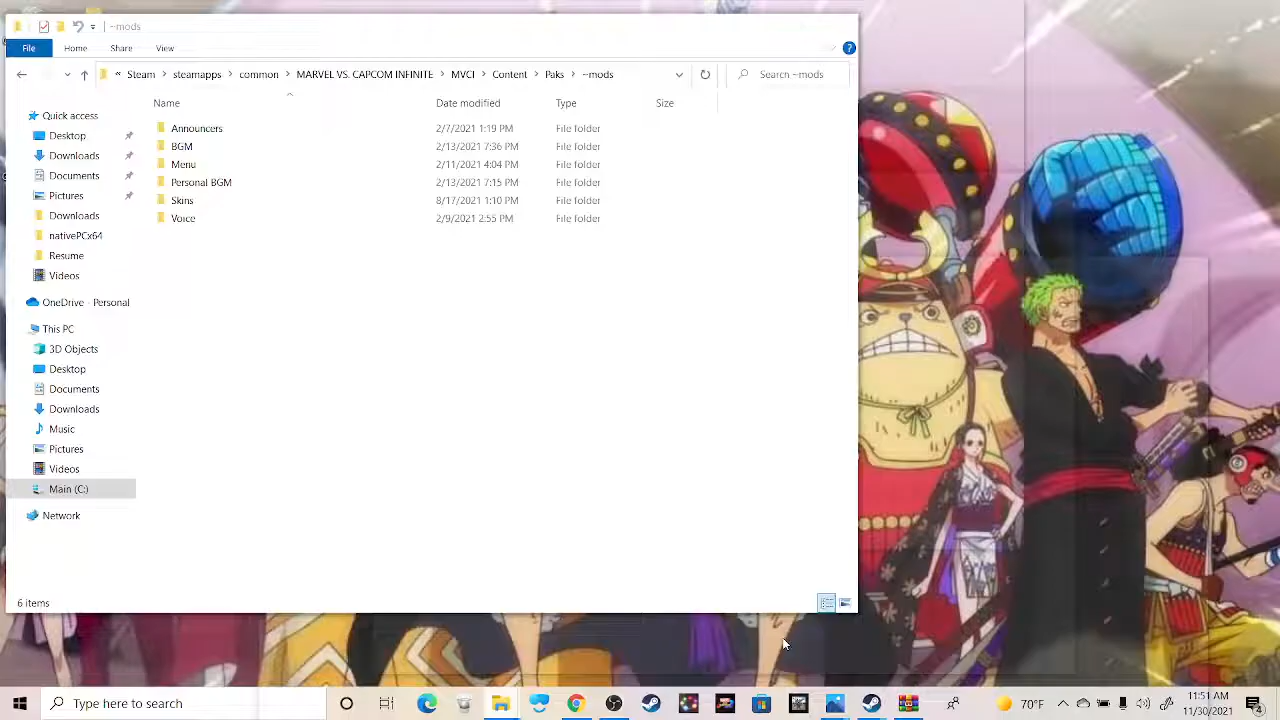 ~mods
File Home Share View
« Steam steamapps common MARVEL VS. CAPCOM INFINITE MVCI Content Paks ~mods Search ~mods
Name Date modified Type Size
Quick access
Announcers 2/7/2021 1:19 PM File folder
Desktop
BGM 2/13/2021 7:36 PM File folder
Downloads
Menu 2/11/2021 4:04 PM File folder
Documents
Personal BGM 2/13/2021 7:15 PM File folder
Pictures
Skins 8/17/2021 1:10 PM File folder
Downloads
Voice 2/9/2021 2:55 PM File folder
nativePCx64
Resume
Videos
OneDrive - Personal
This PC
3D Objects
Desktop
Documents
Downloads
Music
Pictures
Videos
Main (C:)
Network
6 items
Type here to search
70°F
11:51 AM
11/30/2021
4